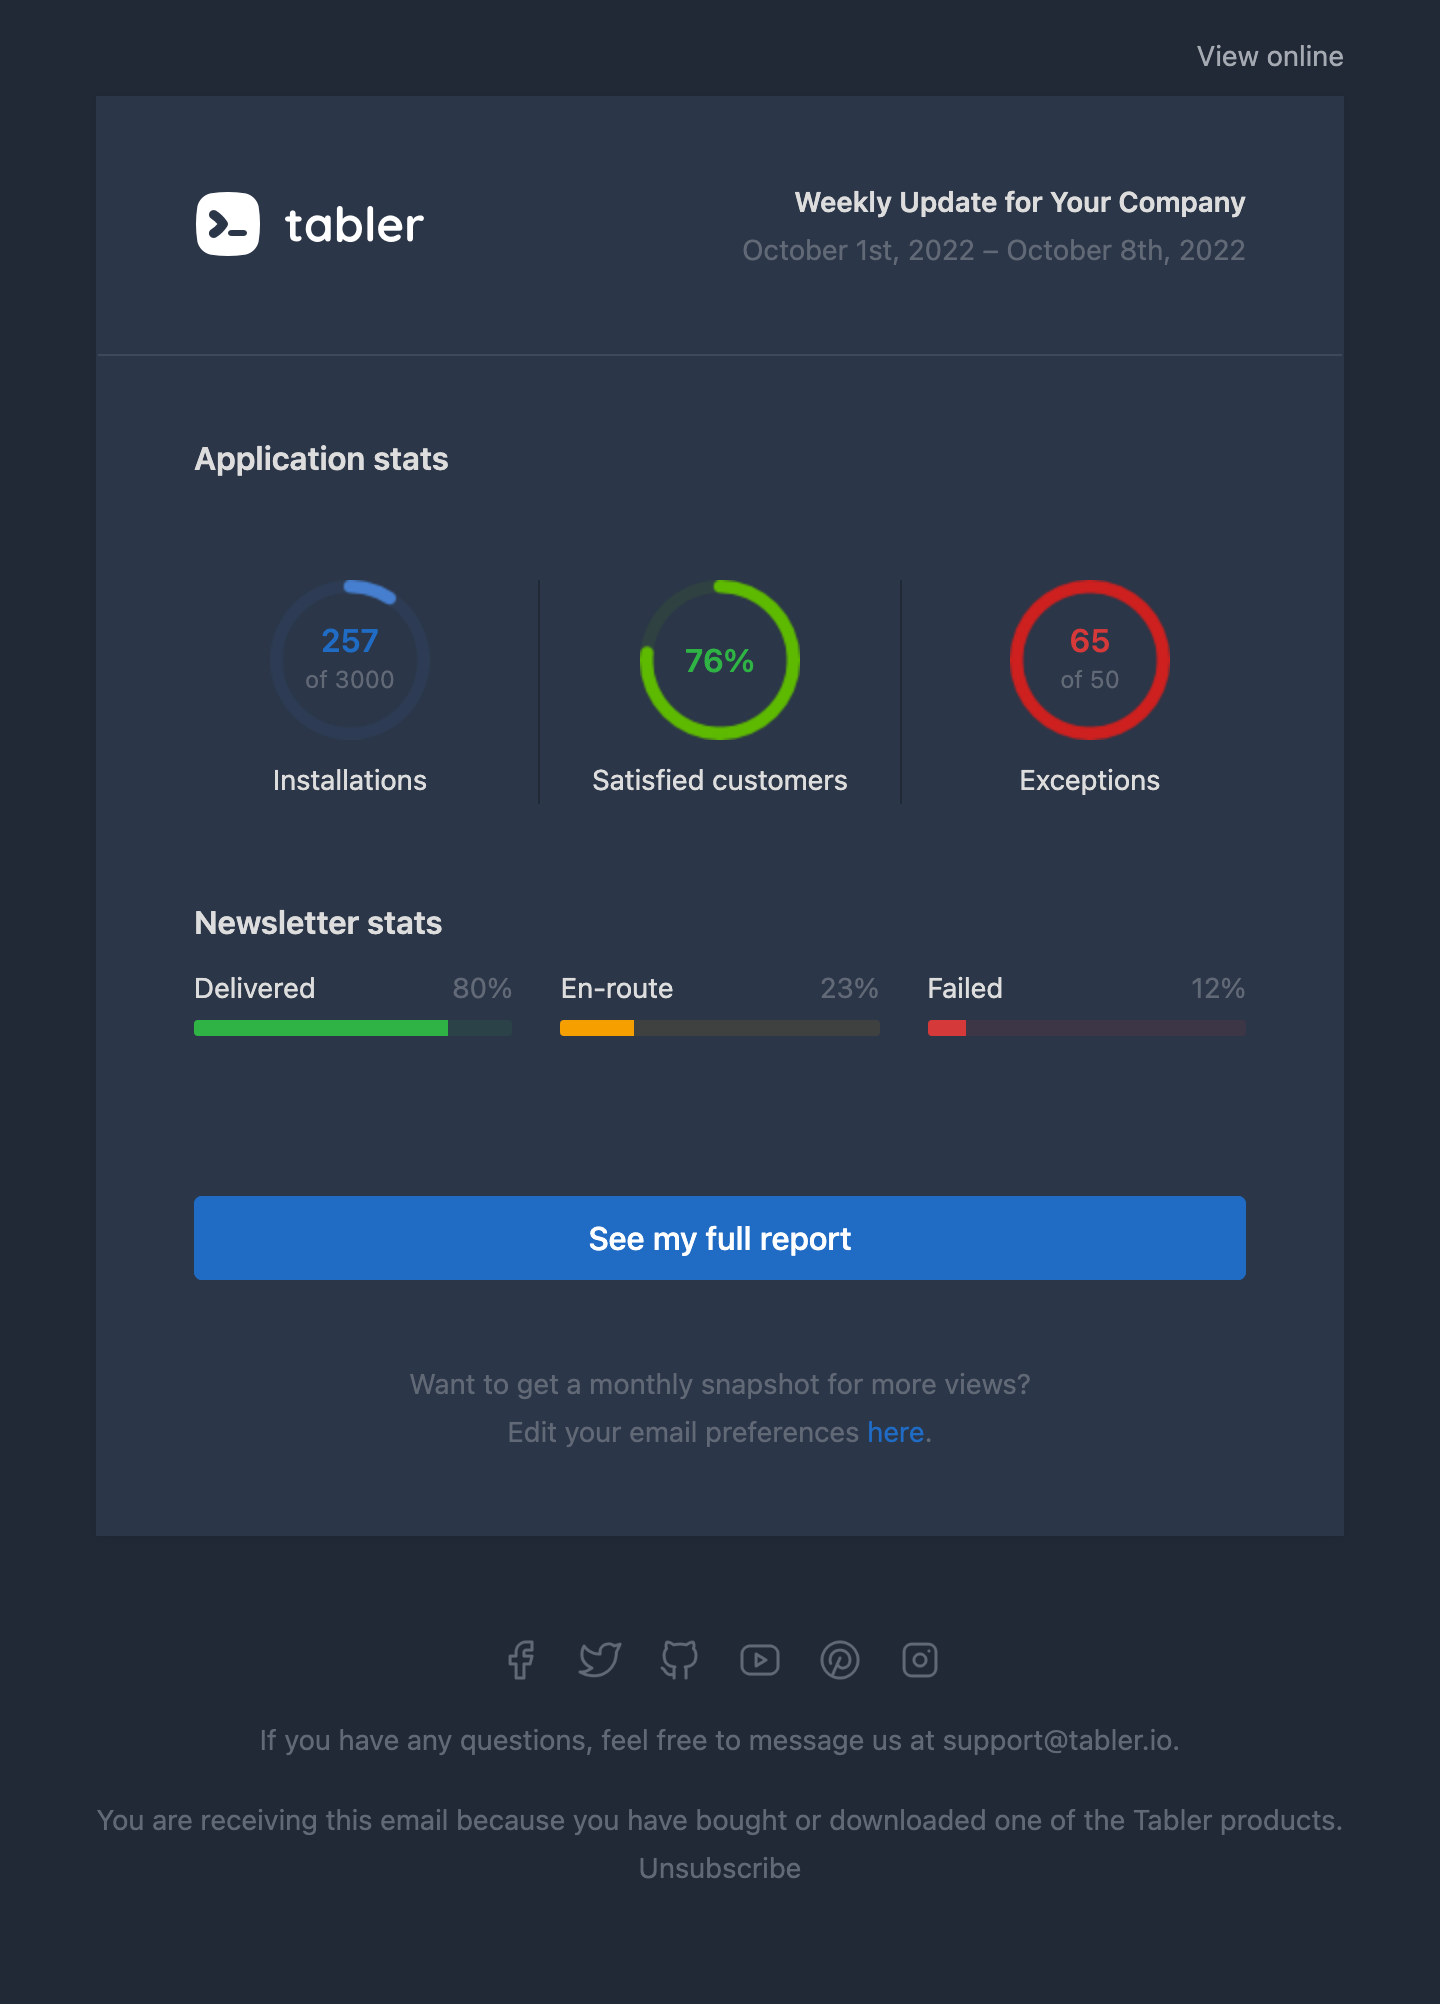 View online
tabler
Weekly Update for Your Company
October 1st, 2022 – October 8th, 2022
Application stats
257
of 3000
Installations
76%
Satisfied customers
65
of 50
Exceptions
Newsletter stats
Delivered 80%
En-route 23%
Failed 12%
See my full report
Want to get a monthly snapshot for more views?
Edit your email preferences here.
If you have any questions, feel free to message us at support@tabler.io.
You are receiving this email because you have bought or downloaded one of the Tabler products.
Unsubscribe